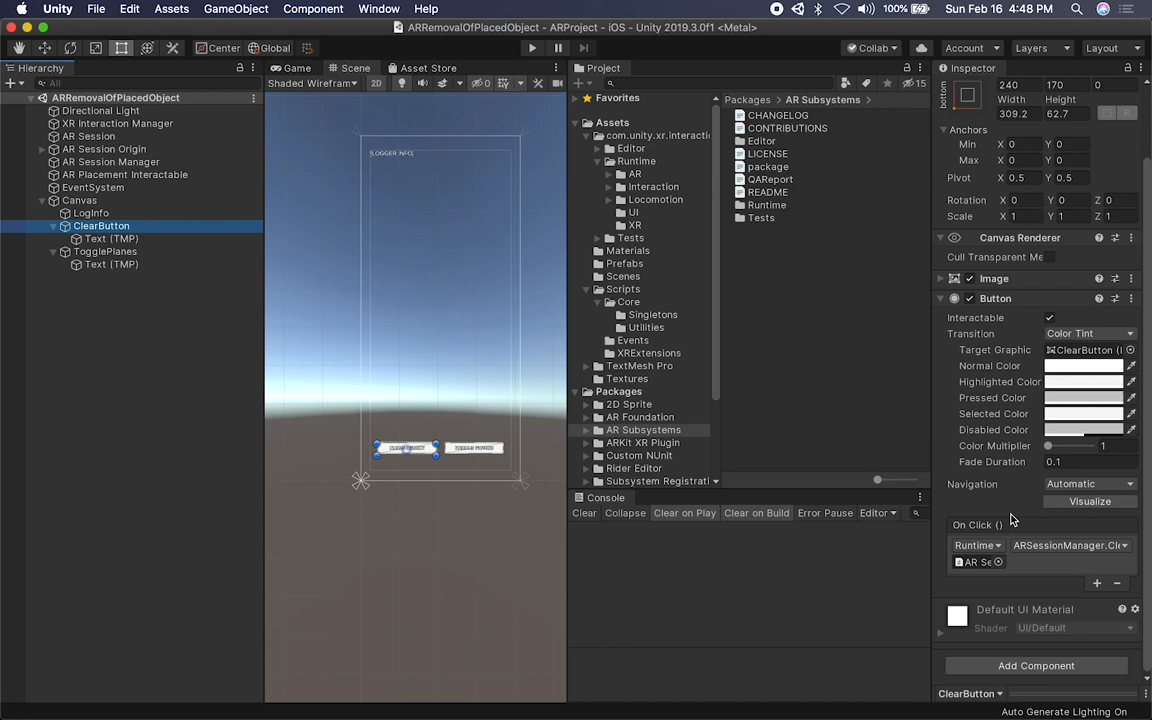 Unity File Edit Assets GameObject Component Window Help 100% Sun Feb 16 4:48 PM
ARRemovalOfPlacedObject - ARProject - iOS - Unity 2019.3.0f1 <Metal>
Center Global Collab Account Layers Layout
Hierarchy
All
ARRemovalOfPlacedObject
Directional Light
XR Interaction Manager
AR Session
AR Session Origin
AR Session Manager
AR Placement Interactable
EventSystem
Canvas
LogInfo
ClearButton
Text (TMP)
TogglePlanes
Text (TMP)
Game Scene Asset Store
Shaded Wirefram 2D 0
[LOGGER INFO]
Project
15
Favorites
Assets
com.unity.xr.interacti
Editor
Runtime
AR
Interaction
Locomotion
UI
XR
Tests
Materials
Prefabs
Scenes
Scripts
Core
Singletons
Utilities
Events
XRExtensions
TextMesh Pro
Textures
Packages
2D Sprite
AR Foundation
AR Subsystems
ARKit XR Plugin
Custom NUnit
Rider Editor
Subsystem Registrati
Packages > AR Subsystems >
CHANGELOG
CONTRIBUTIONS
Editor
LICENSE
package
QAReport
README
Runtime
Tests
Console
Clear Collapse Clear on Play Clear on Build Error Pause Editor
Inspector
bottom
240 170 0
Width Height
309.2 62.7
R
Anchors
Min X 0 Y 0
Max X 0 Y 0
Pivot X 0.5 Y 0.5
Rotation X 0 Y 0 Z 0
Scale X 1 Y 1 Z 1
Canvas Renderer
Cull Transparent Me
Image
Button
Interactable
Transition Color Tint
Target Graphic ClearButton (I
Normal Color
Highlighted Color
Pressed Color
Selected Color
Disabled Color
Color Multiplier 1
Fade Duration 0.1
Navigation Automatic
Visualize
On Click ()
Runtime ARSessionManager.Cle
AR Se
+ −
Default UI Material
Shader UI/Default
Add Component
ClearButton
Auto Generate Lighting On